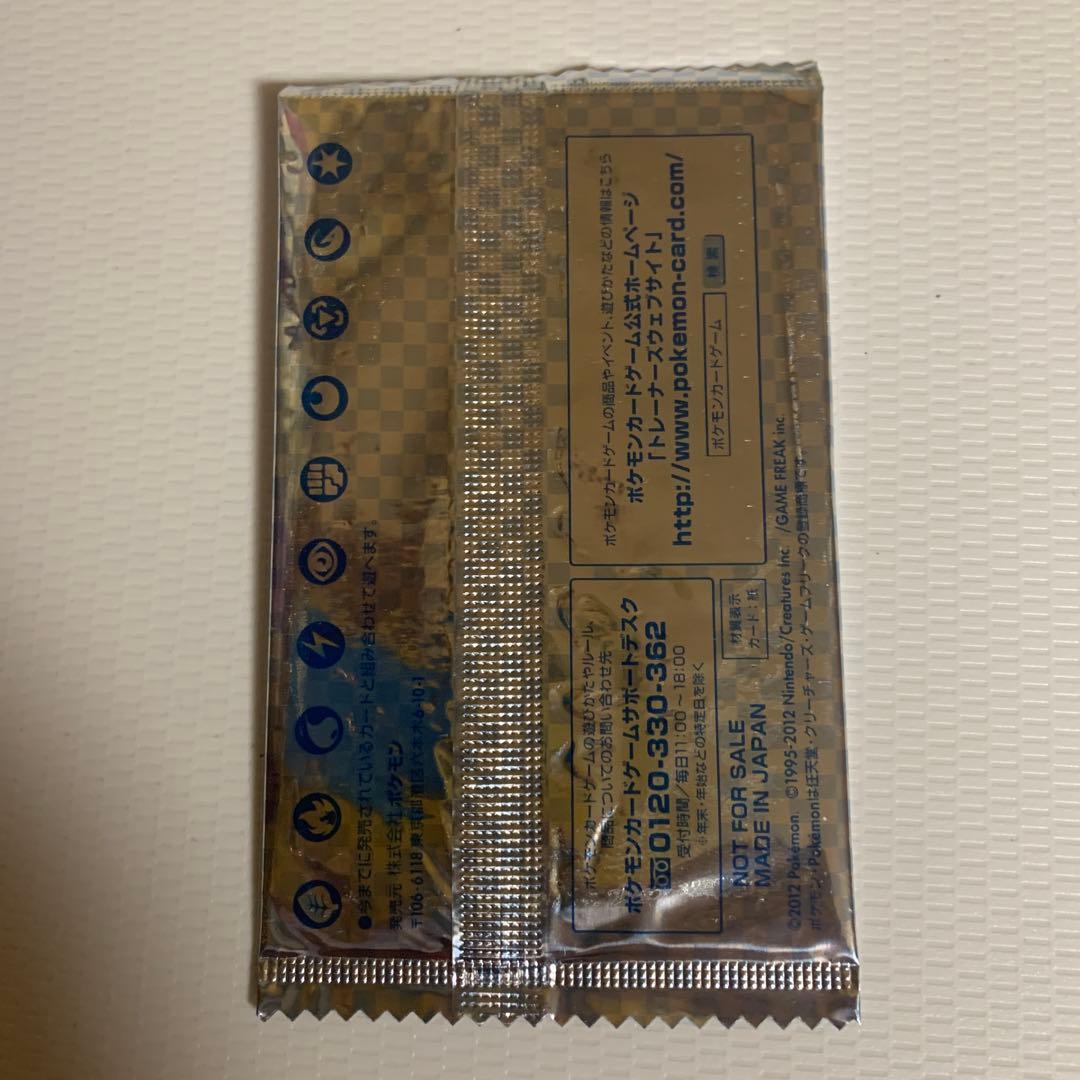 ●今までに発売されているカードと組み合わせて遊べます。
発売元 株式会社ポケモン
〒106-6118 東京都港区六本木6-10-1
ポケモンカードゲームの遊びかたやルール、
商品についてのお問い合わせ先
ポケモンカードゲームサポートデスク
0120-330-362
受付時間/毎日11:00~18:00
※年末・年始などの特定日を除く
ポケモンカードゲームの商品やイベント、遊びかたなどの情報はこちら
ポケモンカードゲーム公式ホームページ
「トレーナーズウェブサイト」
http://www.pokemon-card.com/
ポケモンカードゲーム 検索
NOT FOR SALE
MADE IN JAPAN
材質表示
カード:紙
©2012 Pokémon. ©1995-2012 Nintendo/Creatures inc. /GAME FREAK inc.
ポケモン・Pokémonは任天堂・クリーチャーズ・ゲームフリークの登録商標です。